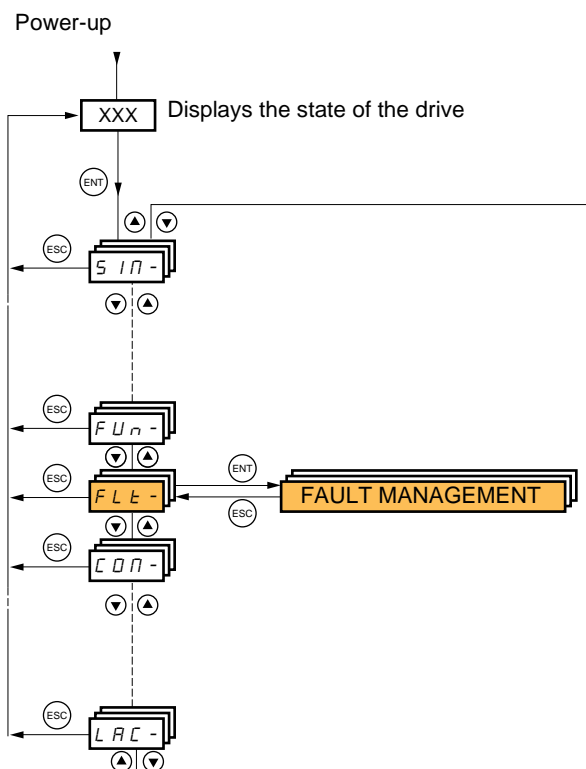 Power-up
XXX Displays the state of the drive
ENT
ESC
SIM-
ESC
FUn-
ESC ENT
FLt- FAULT MANAGEMENT
ESC
ESC
COM-
ESC
LAC-